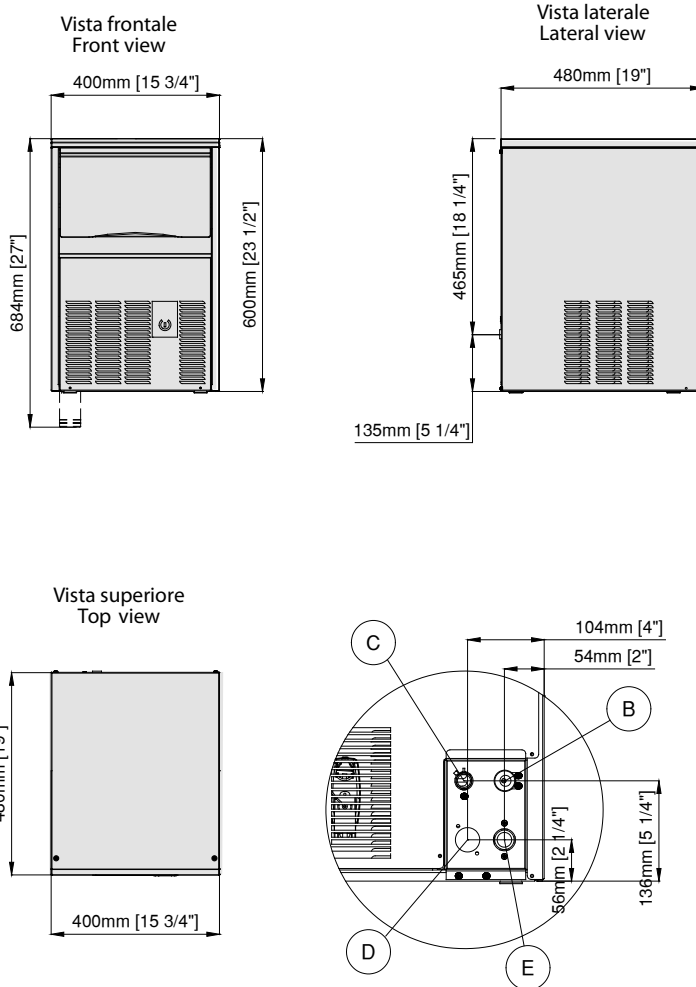 Vista frontale
Front view
400mm [15 3/4"]
684mm [27"]
600mm [23 1/2"]
Vista laterale
Lateral view
480mm [19"]
465mm [18 1/4"]
135mm [5 1/4"]
Vista superiore
Top view
480mm [19"]
400mm [15 3/4"]
104mm [4"]
54mm [2"]
C
B
56mm [2 1/4"]
136mm [5 1/4"]
D
E